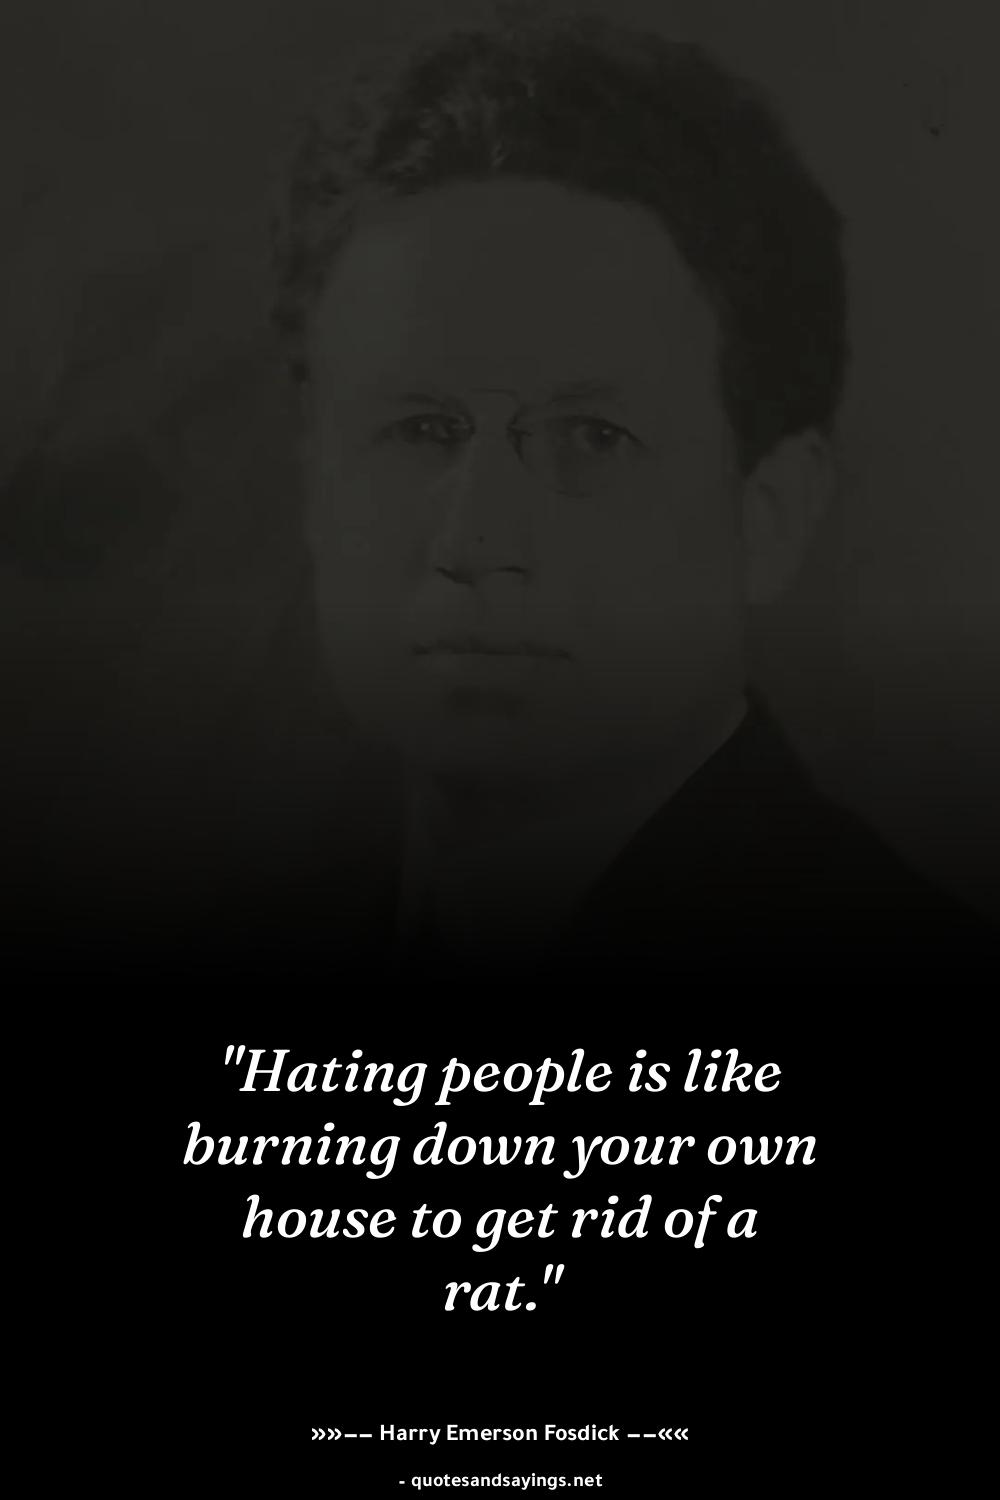 "Hating people is like
burning down your own
house to get rid of a
rat."
»»–– Harry Emerson Fosdick ––««
- quotesandsayings.net